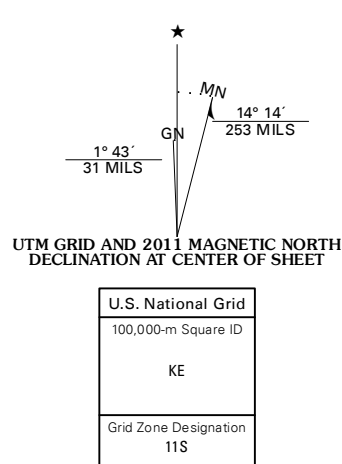 ★
MN
GN
14° 14´
253 MILS
1° 43´
31 MILS
UTM GRID AND 2011 MAGNETIC NORTH
DECLINATION AT CENTER OF SHEET
U.S. National Grid
100,000-m Square ID
KE
Grid Zone Designation
11S